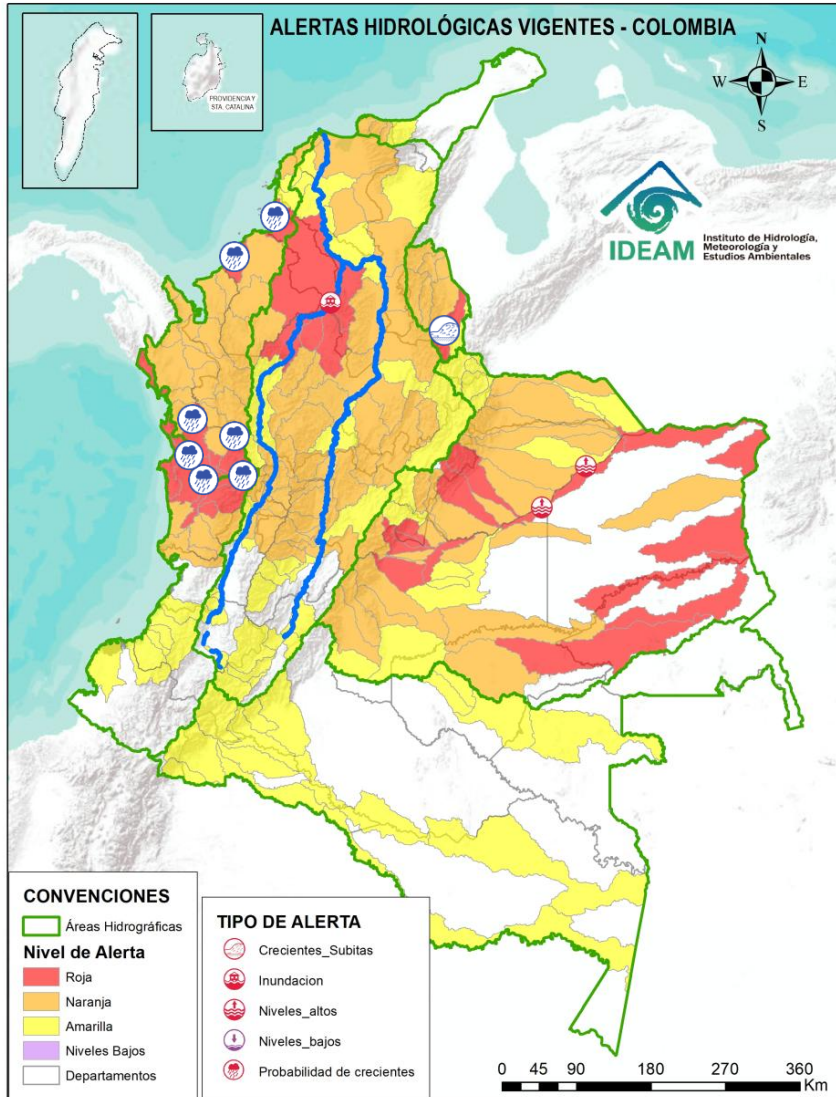 ALERTAS HIDROLÓGICAS VIGENTES - COLOMBIA
PROVIDENCIA Y
STA. CATALINA
N
W
E
S
IDEAM
Instituto de Hidrología,
Meteorología y
Estudios Ambientales
CONVENCIONES
Áreas Hidrográficas
Nivel de Alerta
Roja
Naranja
Amarilla
Niveles Bajos
Departamentos
TIPO DE ALERTA
Crecientes_Subitas
Inundacion
Niveles_altos
Niveles_bajos
Probabilidad de crecientes
0 45 90 180 270 360
Km